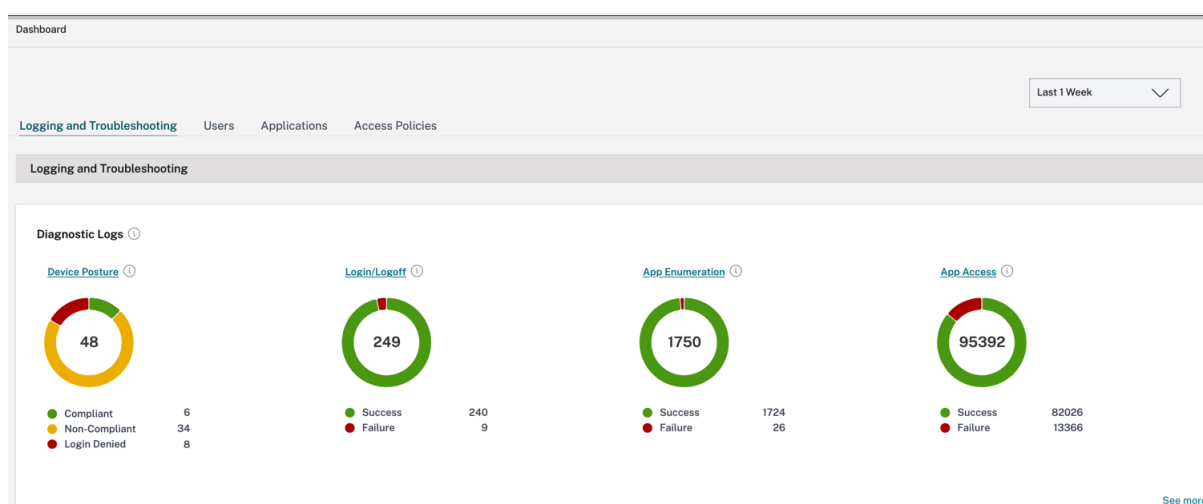 Dashboard
Last 1 Week
Logging and Troubleshooting Users Applications Access Policies
Logging and Troubleshooting
Diagnostic Logs
Device Posture Login/Logoff App Enumeration App Access
48 249 1750 95392
Compliant 6 Success 240 Success 1724 Success 82026
Non-Compliant 34 Failure 9 Failure 26 Failure 13366
Login Denied 8
See more